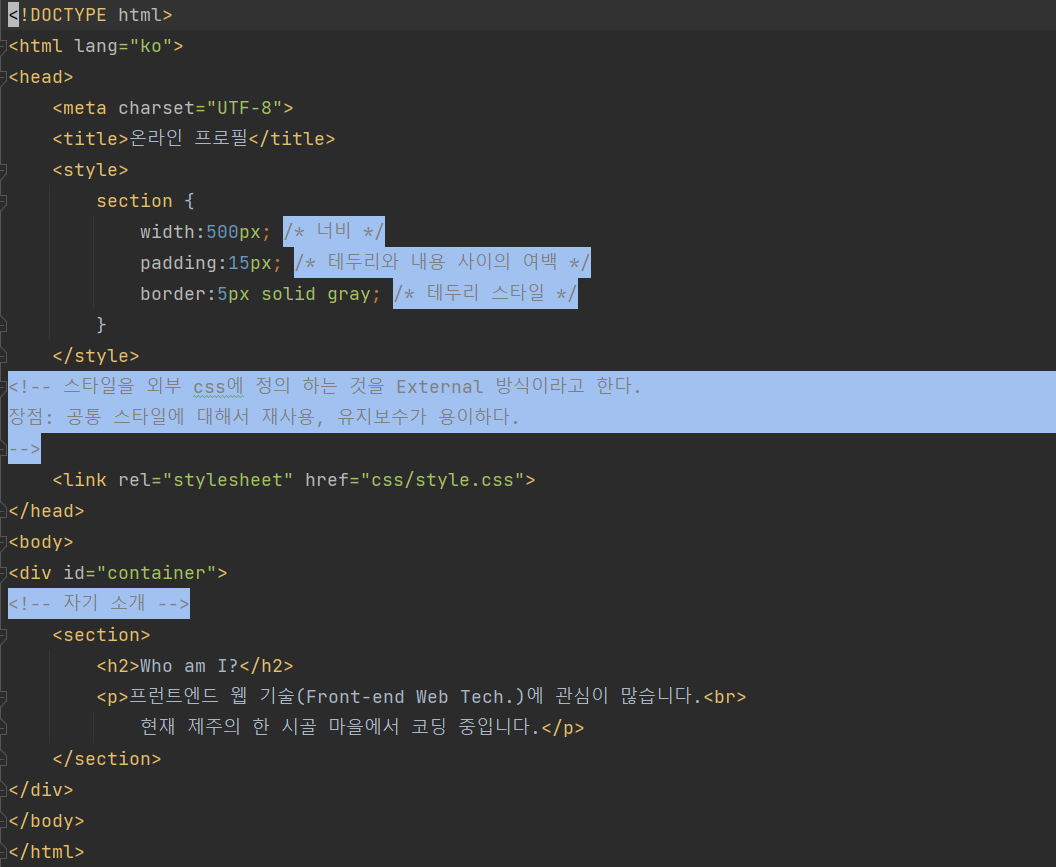 <!DOCTYPE html>
<html lang="ko">
<head>
    <meta charset="UTF-8">
    <title>온라인 프로필</title>
    <style>
        section {
            width:500px; /* 너비 */
            padding:15px; /* 테두리와 내용 사이의 여백 */
            border:5px solid gray; /* 테두리 스타일 */
        }
    </style>
<!-- 스타일을 외부 css에 정의 하는 것을 External 방식이라고 한다.
장점: 공통 스타일에 대해서 재사용, 유지보수가 용이하다.
-->
    <link rel="stylesheet" href="css/style.css">
</head>
<body>
<div id="container">
<!-- 자기 소개 -->
    <section>
        <h2>Who am I?</h2>
        <p>프런트엔드 웹 기술(Front-end Web Tech.)에 관심이 많습니다.<br>
            현재 제주의 한 시골 마을에서 코딩 중입니다.</p>
    </section>
</div>
</body>
</html>